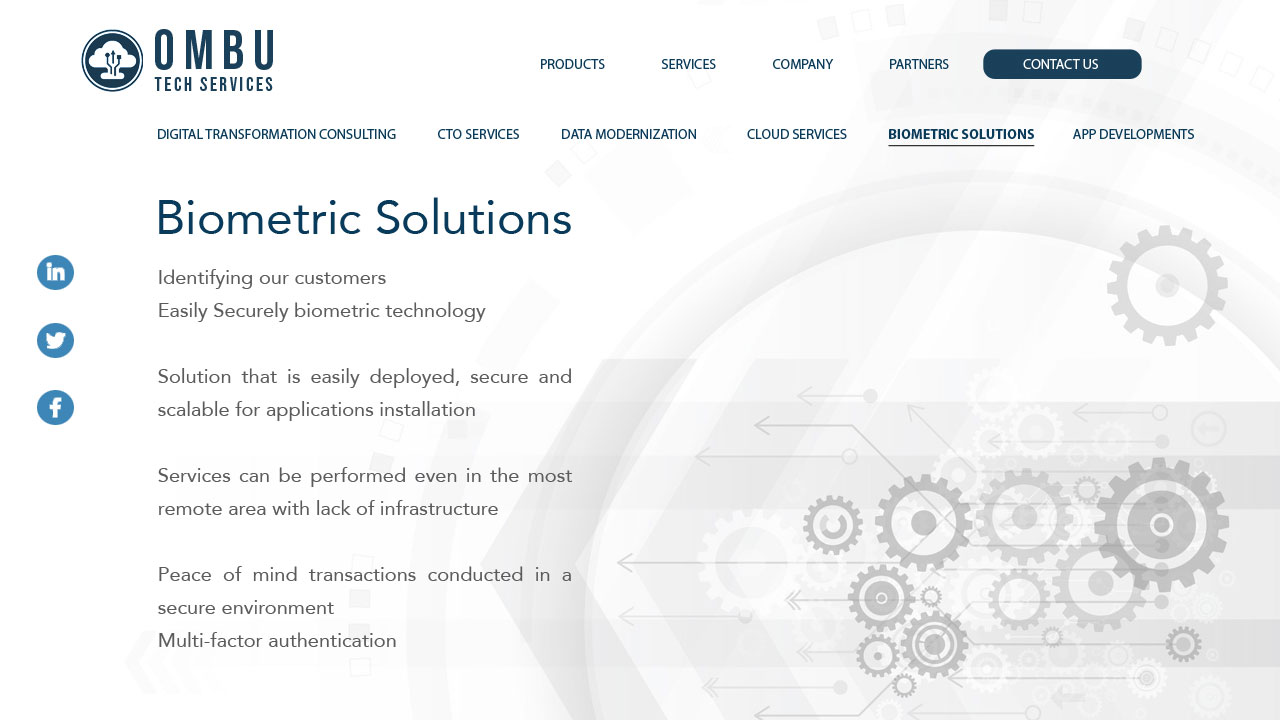 OMBU
TECH SERVICES
PRODUCTS
SERVICES
COMPANY
PARTNERS
CONTACT US
DIGITAL TRANSFORMATION CONSULTING
CTO SERVICES
DATA MODERNIZATION
CLOUD SERVICES
BIOMETRIC SOLUTIONS
APP DEVELOPMENTS
Biometric Solutions
Identifying our customers
Easily Securely biometric technology
Solution that is easily deployed, secure and
scalable for applications installation
Services can be performed even in the most
remote area with lack of infrastructure
Peace of mind transactions conducted in a
secure environment
Multi-factor authentication